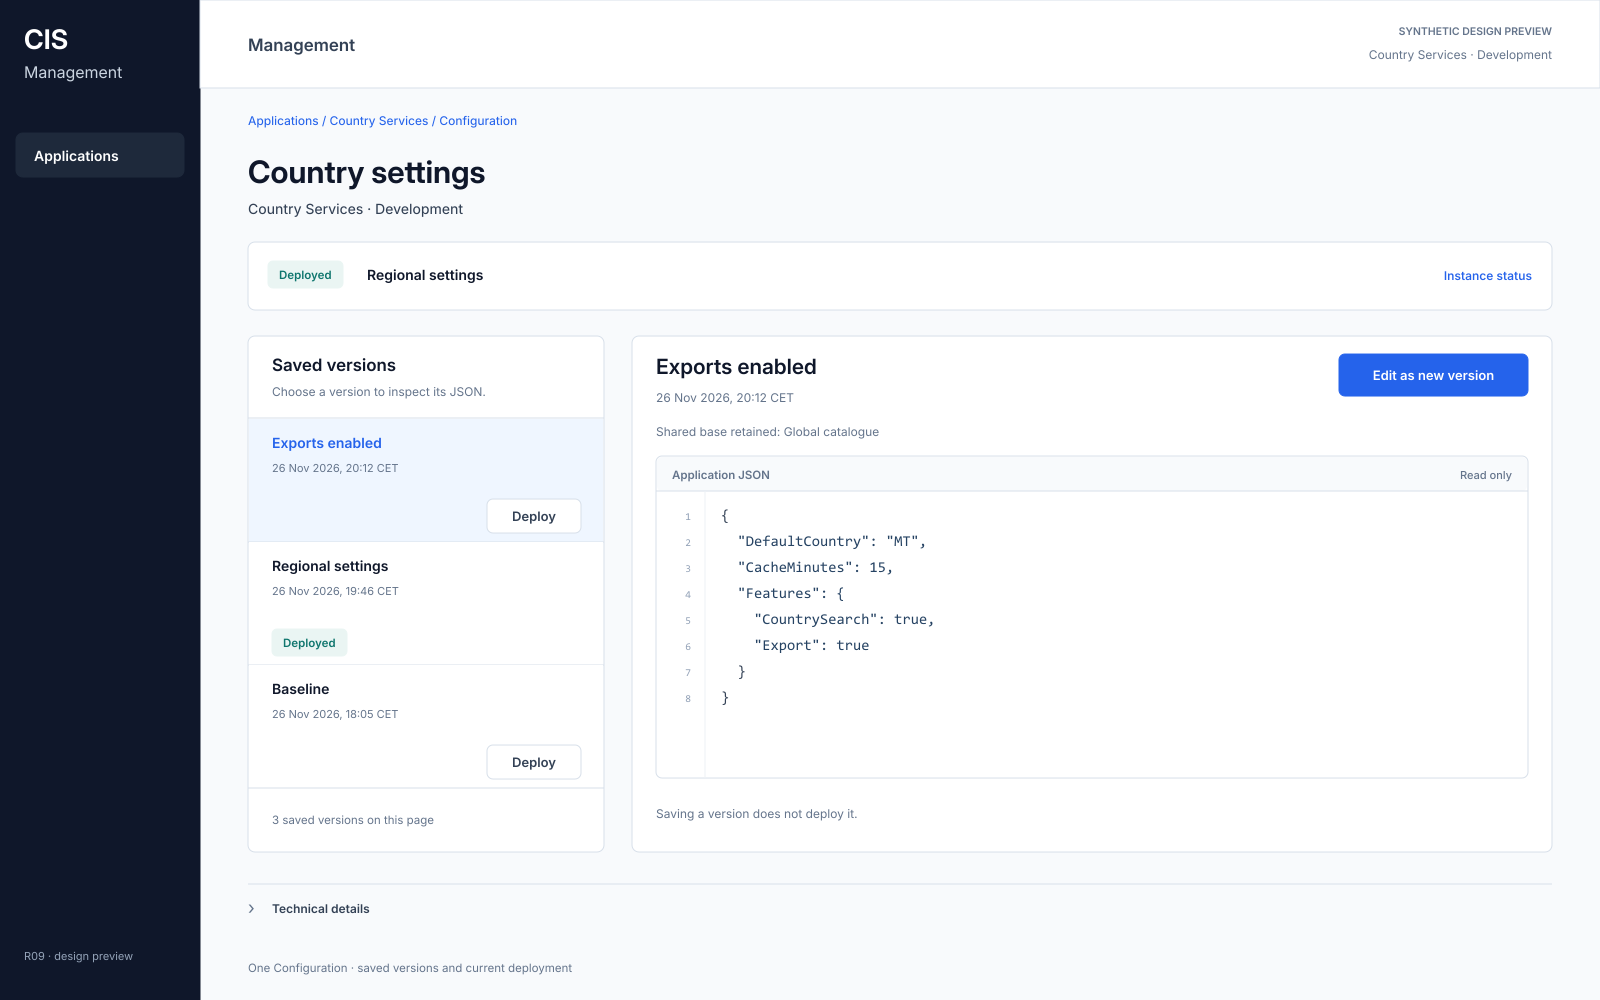 CIS
Management
Applications
R09 · design preview
Management
SYNTHETIC DESIGN PREVIEW
Country Services · Development
Applications / Country Services / Configuration
Country settings
Country Services · Development
Deployed
Regional settings
Instance status
Saved versions
Choose a version to inspect its JSON.
Exports enabled
26 Nov 2026, 20:12 CET
Deploy
Regional settings
26 Nov 2026, 19:46 CET
Deployed
Baseline
26 Nov 2026, 18:05 CET
Deploy
3 saved versions on this page
Exports enabled
26 Nov 2026, 20:12 CET
Edit as new version
Shared base retained: Global catalogue
Application JSON
Read only
1 {
2 "DefaultCountry": "MT",
3 "CacheMinutes": 15,
4 "Features": {
5 "CountrySearch": true,
6 "Export": true
7 }
8 }
Saving a version does not deploy it.
Technical details
One Configuration · saved versions and current deployment